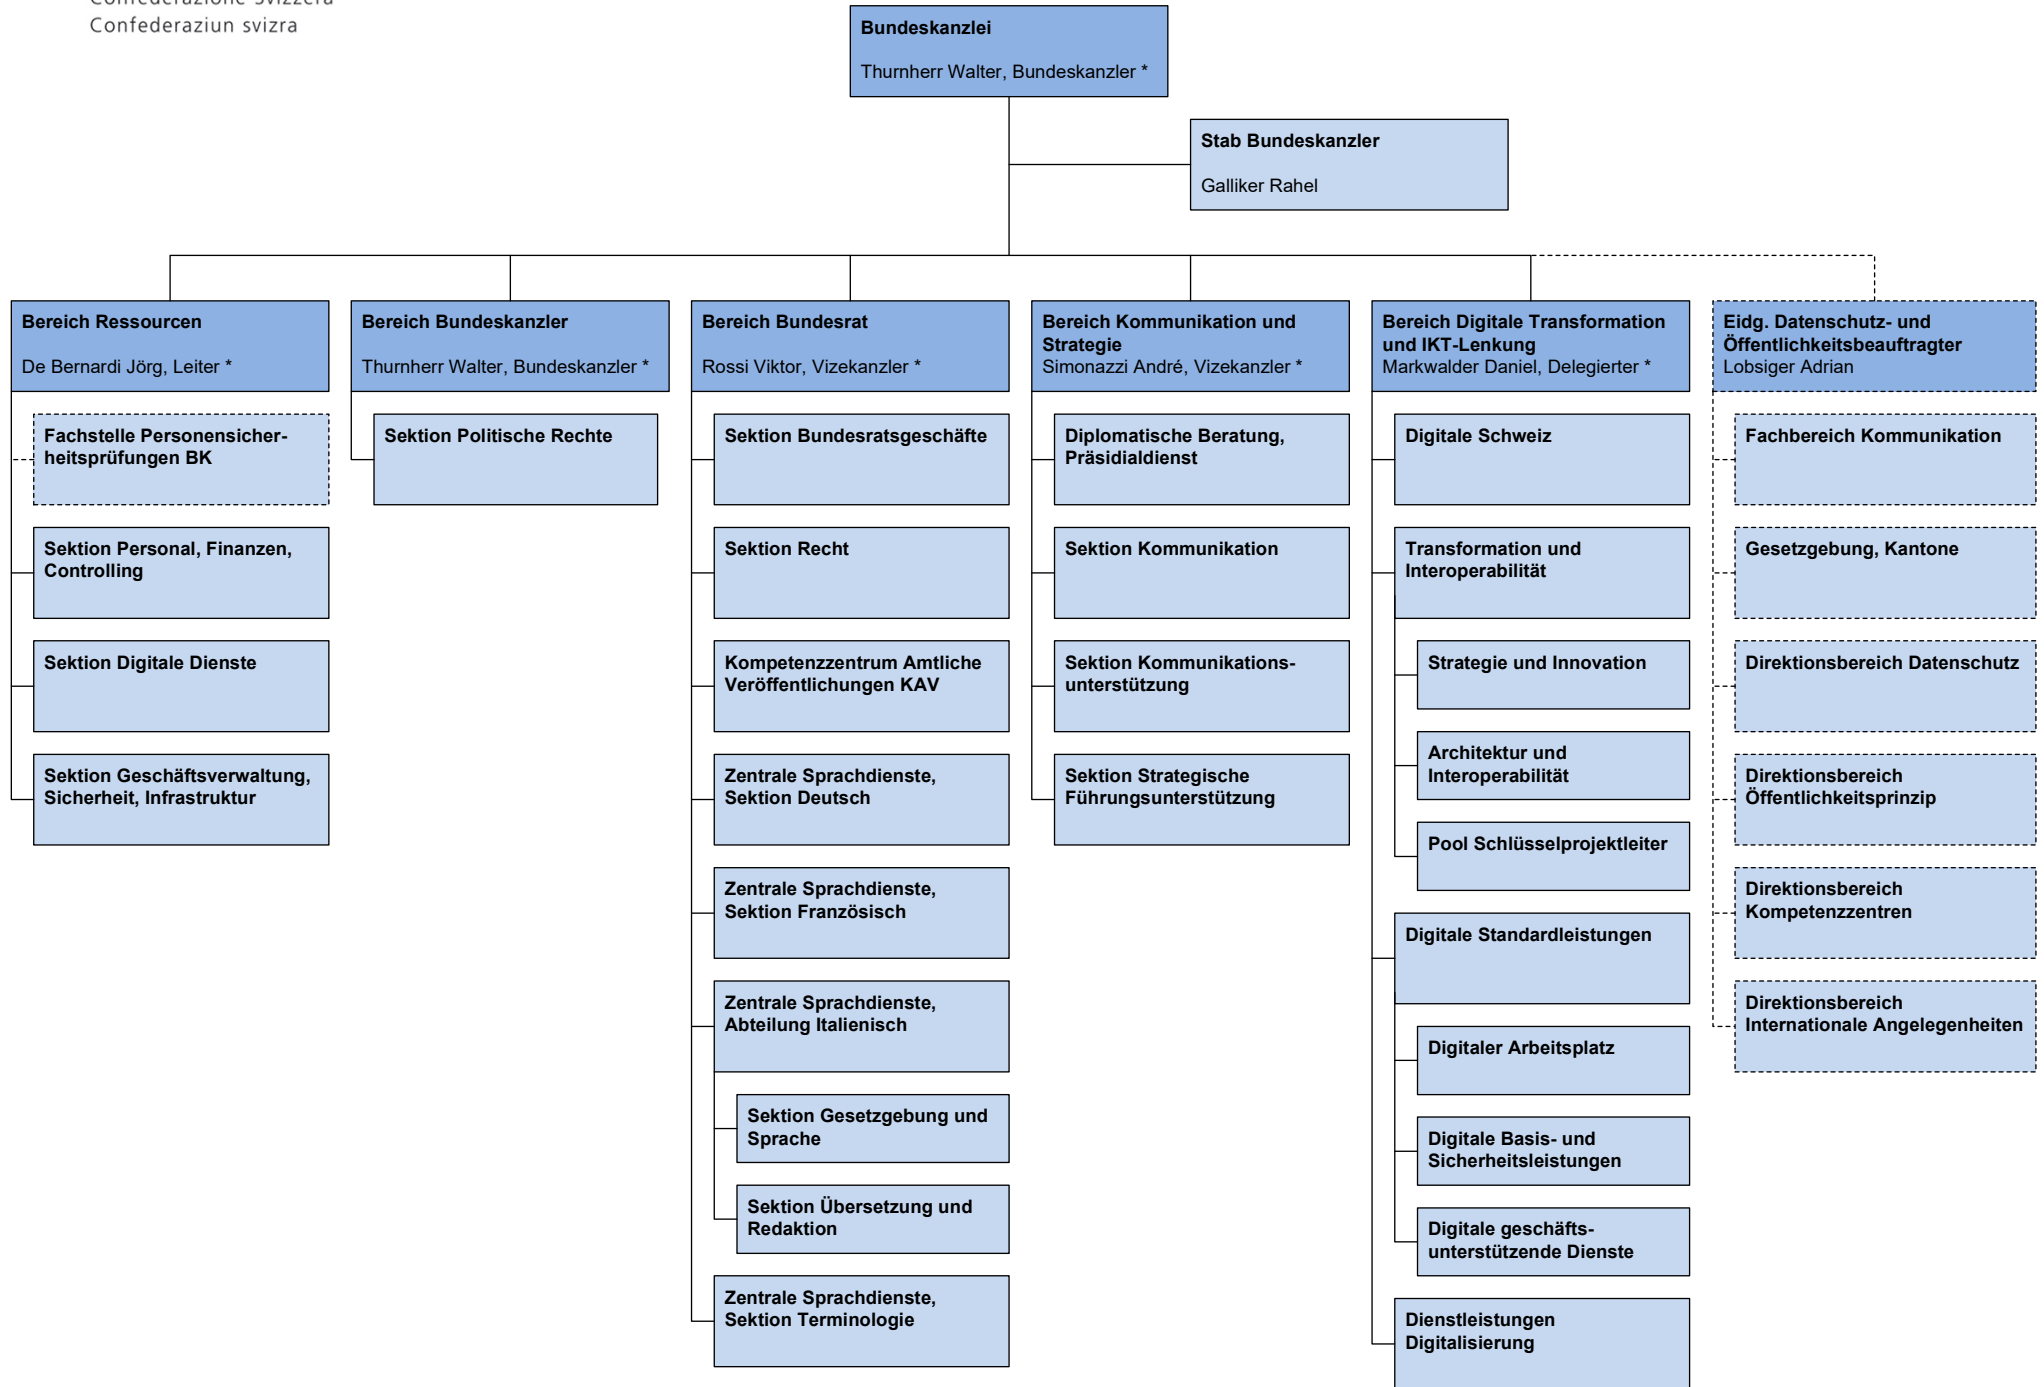 Confederazione Svizzera
Confederaziun svizra
Bundeskanzlei
Thurnherr Walter, Bundeskanzler *
Stab Bundeskanzler
Galliker Rahel
Bereich Ressourcen
De Bernardi Jörg, Leiter *
Fachstelle Personensicher-
heitsprüfungen BK
Sektion Personal, Finanzen,
Controlling
Sektion Digitale Dienste
Sektion Geschäftsverwaltung,
Sicherheit, Infrastruktur
Bereich Bundeskanzler
Thurnherr Walter, Bundeskanzler *
Sektion Politische Rechte
Bereich Bundesrat
Rossi Viktor, Vizekanzler *
Sektion Bundesratsgeschäfte
Sektion Recht
Kompetenzzentrum Amtliche
Veröffentlichungen KAV
Zentrale Sprachdienste,
Sektion Deutsch
Zentrale Sprachdienste,
Sektion Französisch
Zentrale Sprachdienste,
Abteilung Italienisch
Sektion Gesetzgebung und
Sprache
Sektion Übersetzung und
Redaktion
Zentrale Sprachdienste,
Sektion Terminologie
Bereich Kommunikation und
Strategie
Simonazzi André, Vizekanzler *
Diplomatische Beratung,
Präsidialdienst
Sektion Kommunikation
Sektion Kommunikations-
unterstützung
Sektion Strategische
Führungsunterstützung
Bereich Digitale Transformation
und IKT-Lenkung
Markwalder Daniel, Delegierter *
Digitale Schweiz
Transformation und
Interoperabilität
Strategie und Innovation
Architektur und
Interoperabilität
Pool Schlüsselprojektleiter
Digitale Standardleistungen
Digitaler Arbeitsplatz
Digitale Basis- und
Sicherheitsleistungen
Digitale geschäfts-
unterstützende Dienste
Dienstleistungen
Digitalisierung
Eidg. Datenschutz- und
Öffentlichkeitsbeauftragter
Lobsiger Adrian
Fachbereich Kommunikation
Gesetzgebung, Kantone
Direktionsbereich Datenschutz
Direktionsbereich
Öffentlichkeitsprinzip
Direktionsbereich
Kompetenzzentren
Direktionsbereich
Internationale Angelegenheiten